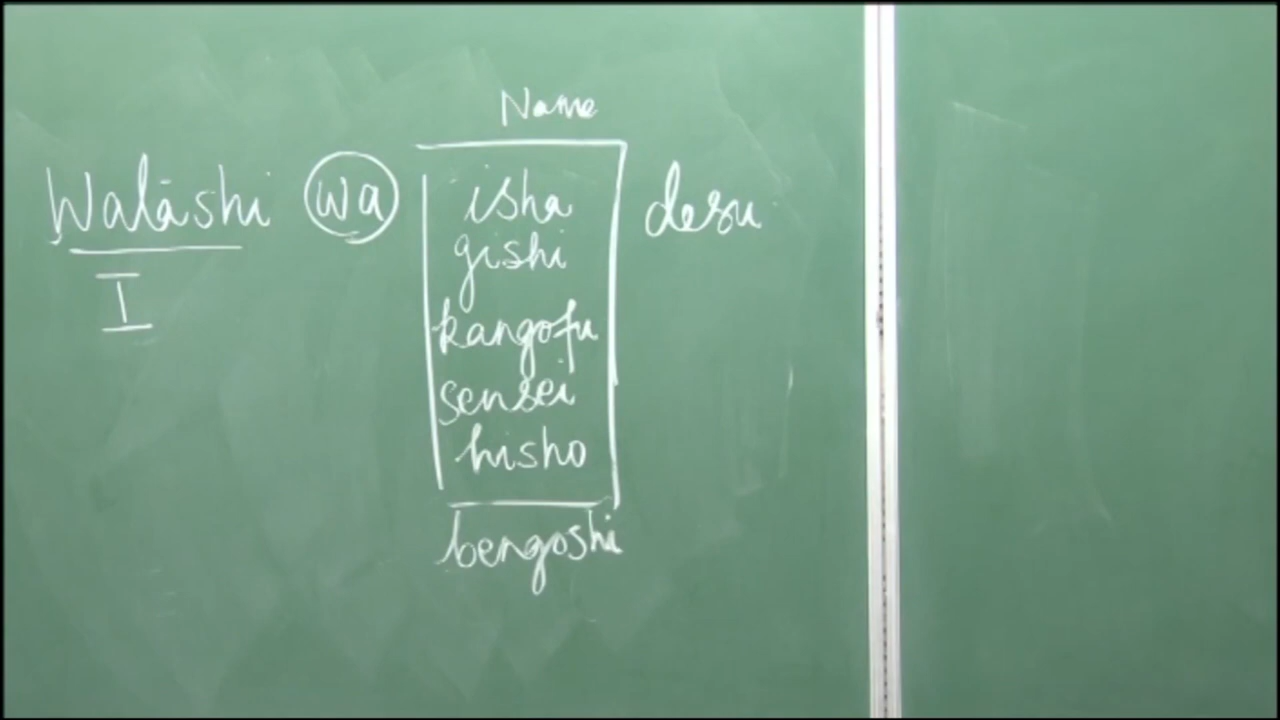 Name
Watashi wa isha desu
I
gishi
kangofu
sensei
hisho
bengoshi